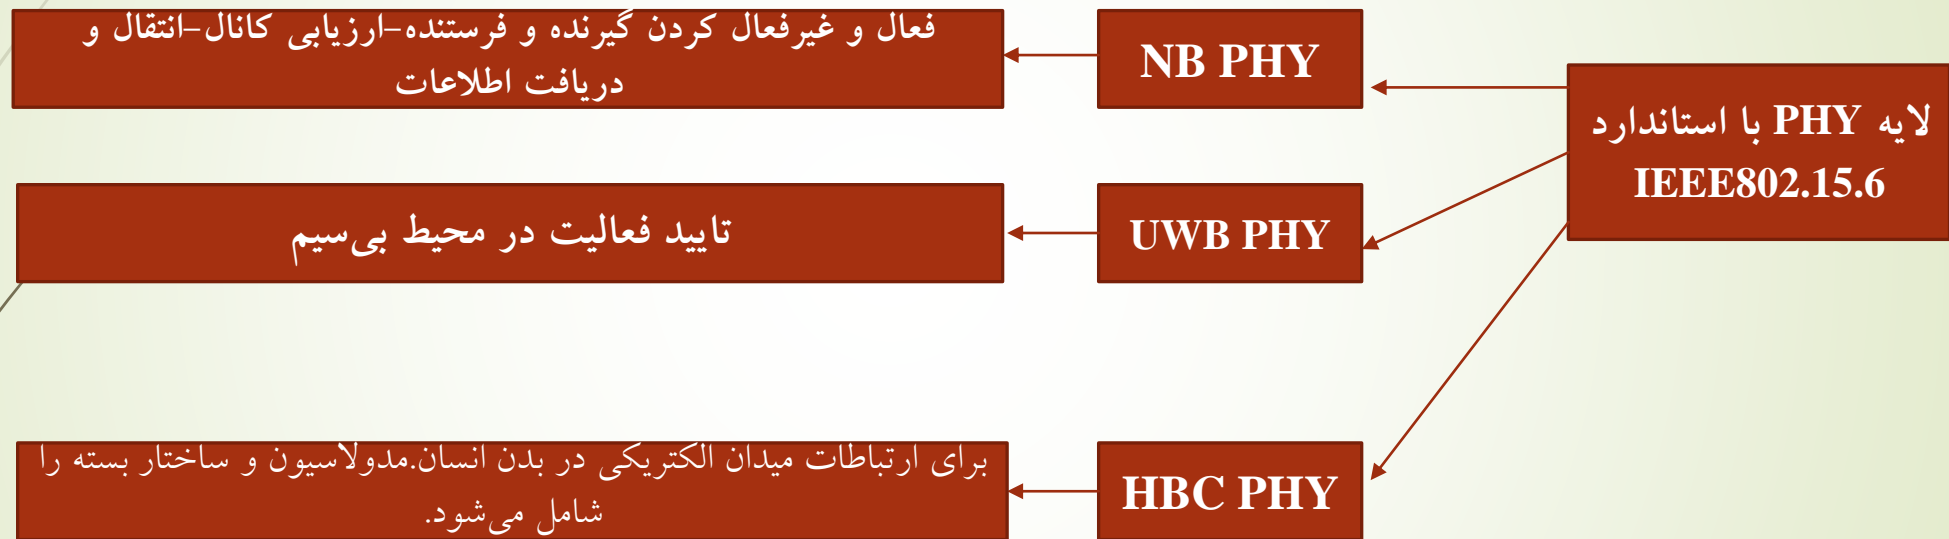 لایه PHY با استاندارد
IEEE802.15.6
NB PHY
فعال و غیرفعال کردن گیرنده و فرستنده-ارزیابی کانال-انتقال و
دریافت اطلاعات
UWB PHY
تایید فعالیت در محیط بی‌سیم
HBC PHY
برای ارتباطات میدان الکتریکی در بدن انسان.مدولاسیون و ساختار بسته را
شامل می‌شود.